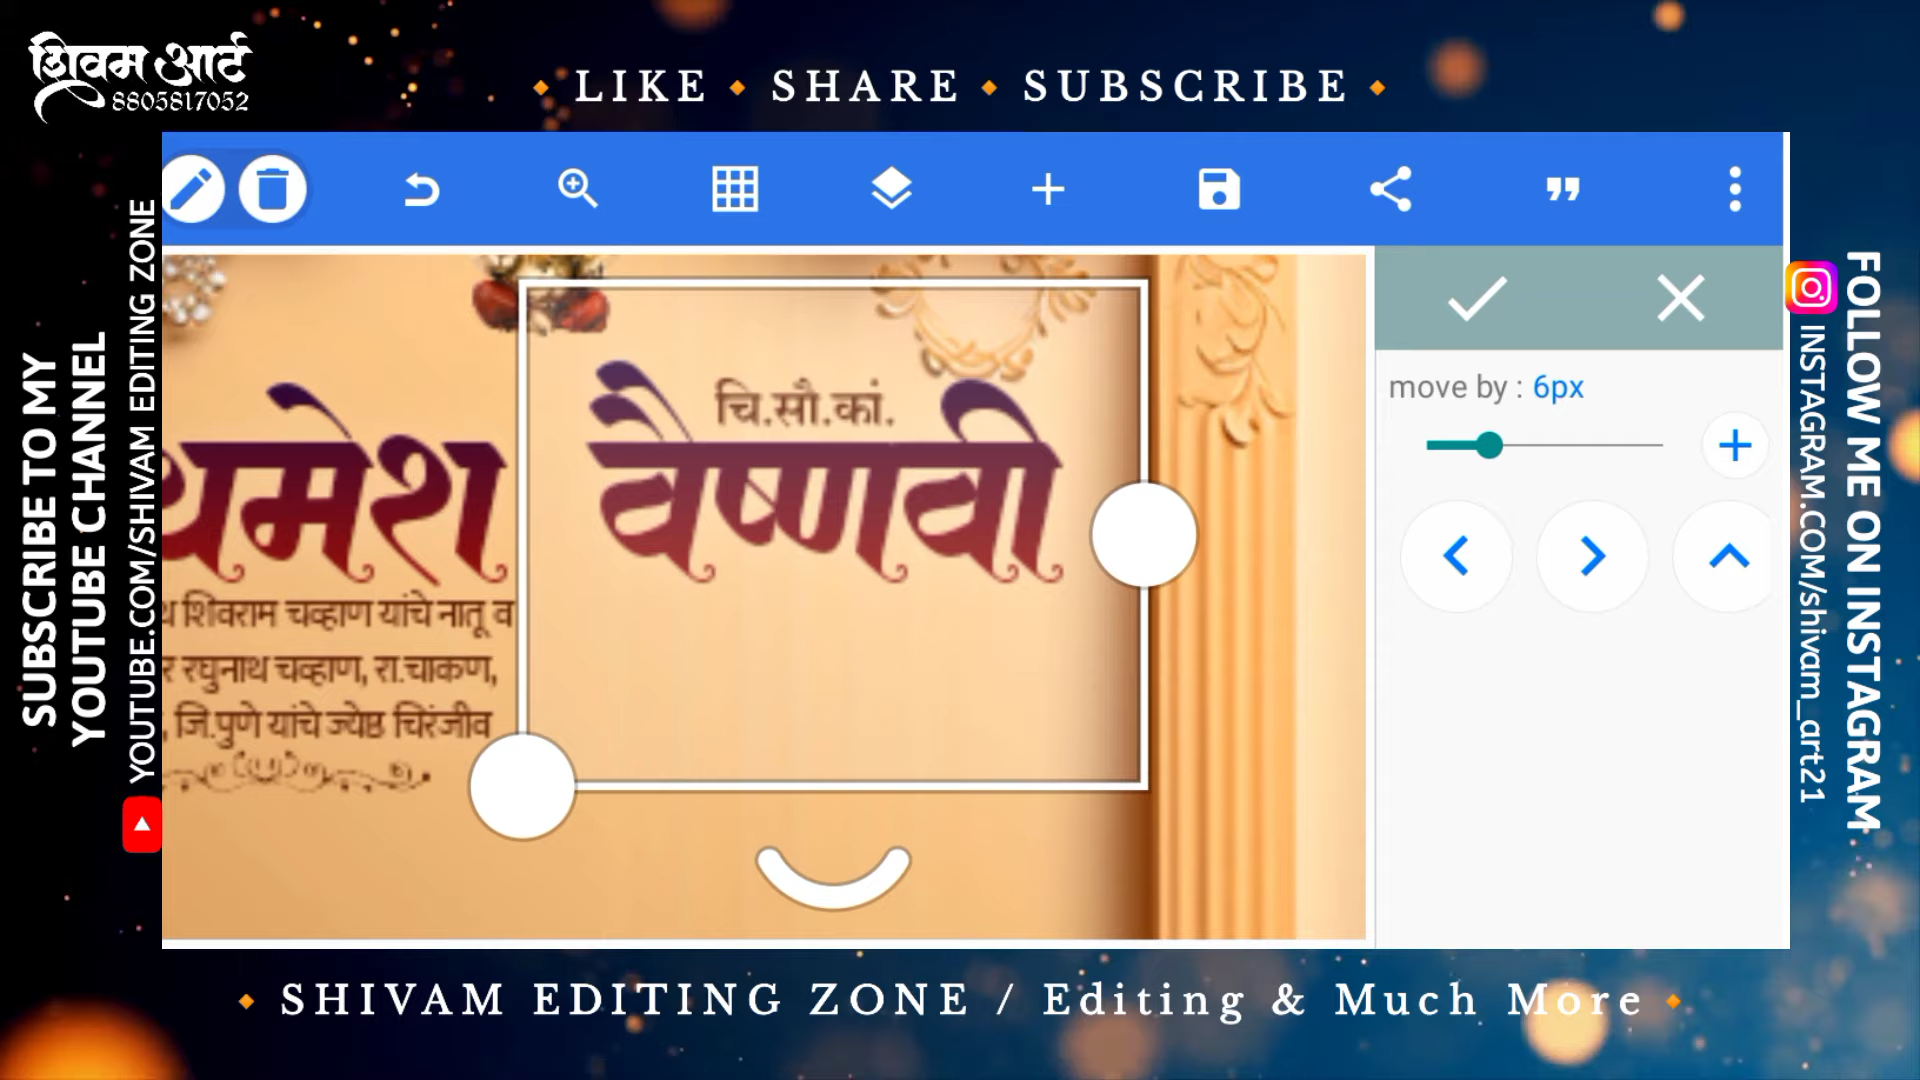 शिवम आर्ट
8805817052
LIKE SHARE SUBSCRIBE
SUBSCRIBE TO MY
YOUTUBE CHANNEL
YOUTUBE.COM/SHIVAM EDITING ZONE
move by : 6px
चि.सौ.कां.
थमेश वैष्णवी
शिवराम चव्हाण यांचे नातू व
रघुनाथ चव्हाण, रा.चाकण,
, जि.पुणे यांचे ज्येष्ठ चिरंजीव
FOLLOW ME ON INSTAGRAM
INSTAGRAM.COM/shivam_art21
SHIVAM EDITING ZONE / Editing & Much More